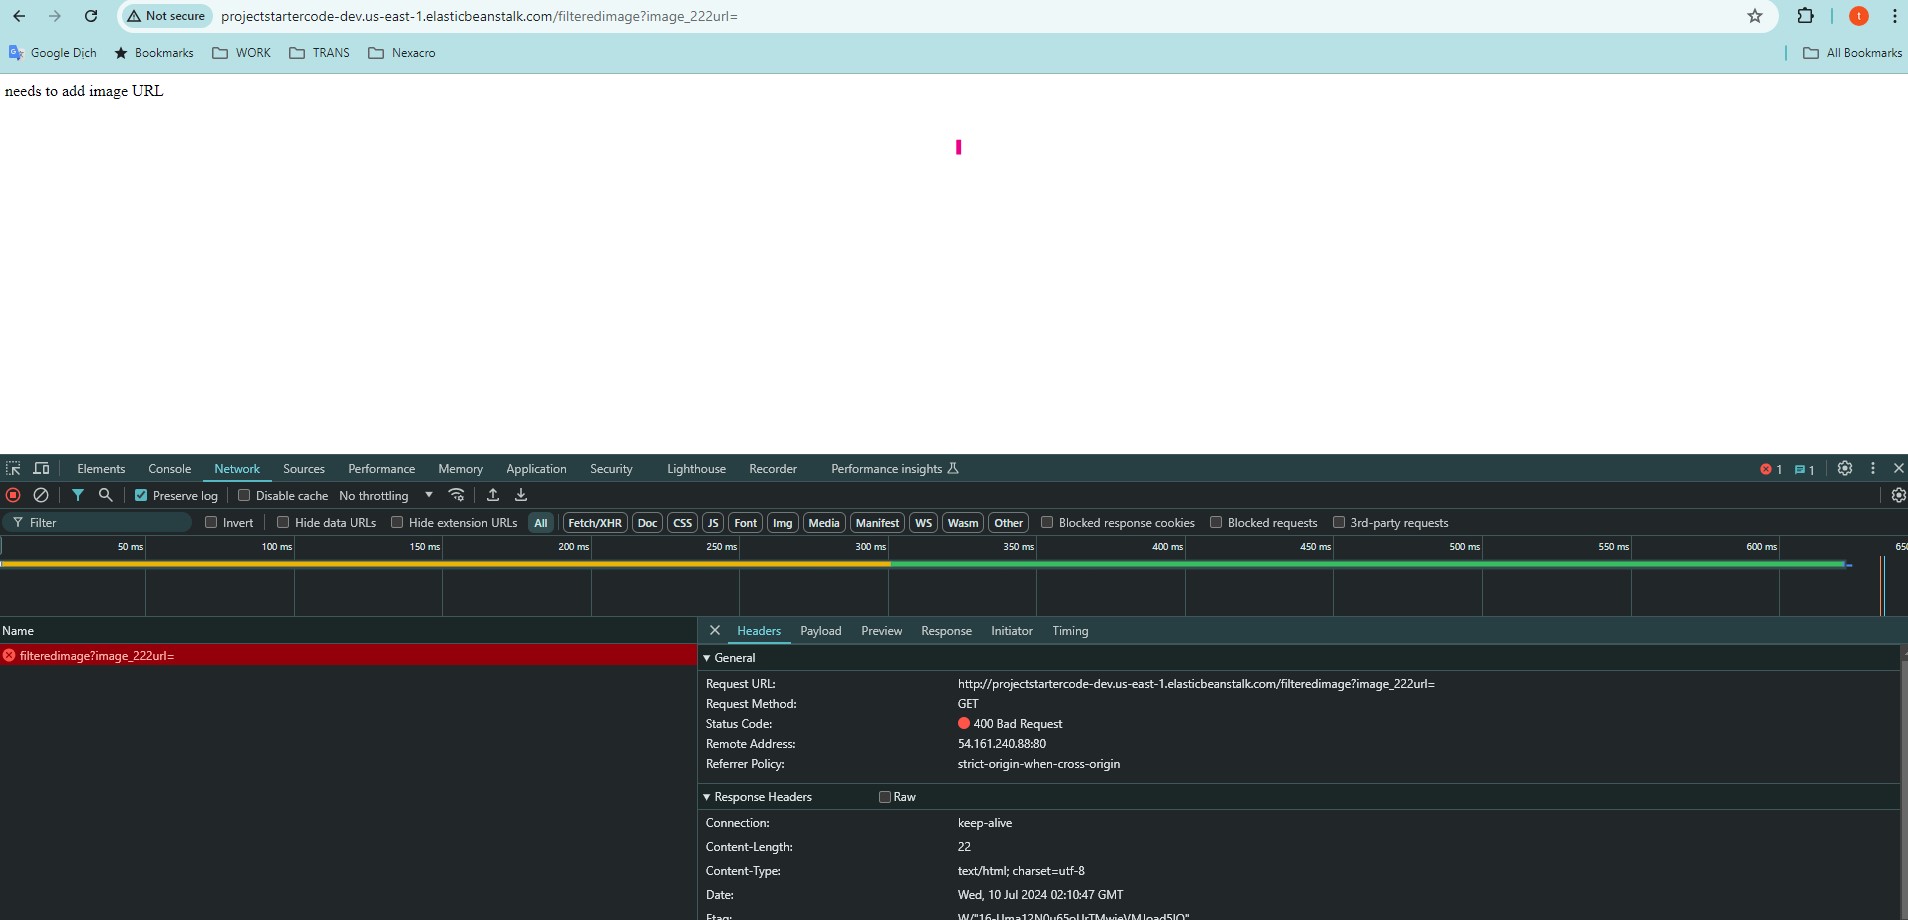 Not secure projectstartercode-dev.us-east-1.elasticbeanstalk.com/filteredimage?image_222url= t
Google Dịch Bookmarks WORK TRANS Nexacro All Bookmarks
needs to add image URL
Elements Console Network Sources Performance Memory Application Security Lighthouse Recorder Performance insights 1 1
Preserve log Disable cache No throttling
Filter Invert Hide data URLs Hide extension URLs All Fetch/XHR Doc CSS JS Font Img Media Manifest WS Wasm Other Blocked response cookies Blocked requests 3rd-party requests
50 ms 100 ms 150 ms 200 ms 250 ms 300 ms 350 ms 400 ms 450 ms 500 ms 550 ms 600 ms
Name Headers Payload Preview Response Initiator Timing
filteredimage?image_222url=
General
Request URL: http://projectstartercode-dev.us-east-1.elasticbeanstalk.com/filteredimage?image_222url=
Request Method: GET
Status Code: 400 Bad Request
Remote Address: 54.161.240.88:80
Referrer Policy: strict-origin-when-cross-origin
Response Headers Raw
Connection: keep-alive
Content-Length: 22
Content-Type: text/html; charset=utf-8
Date: Wed, 10 Jul 2024 02:10:47 GMT
Etag: